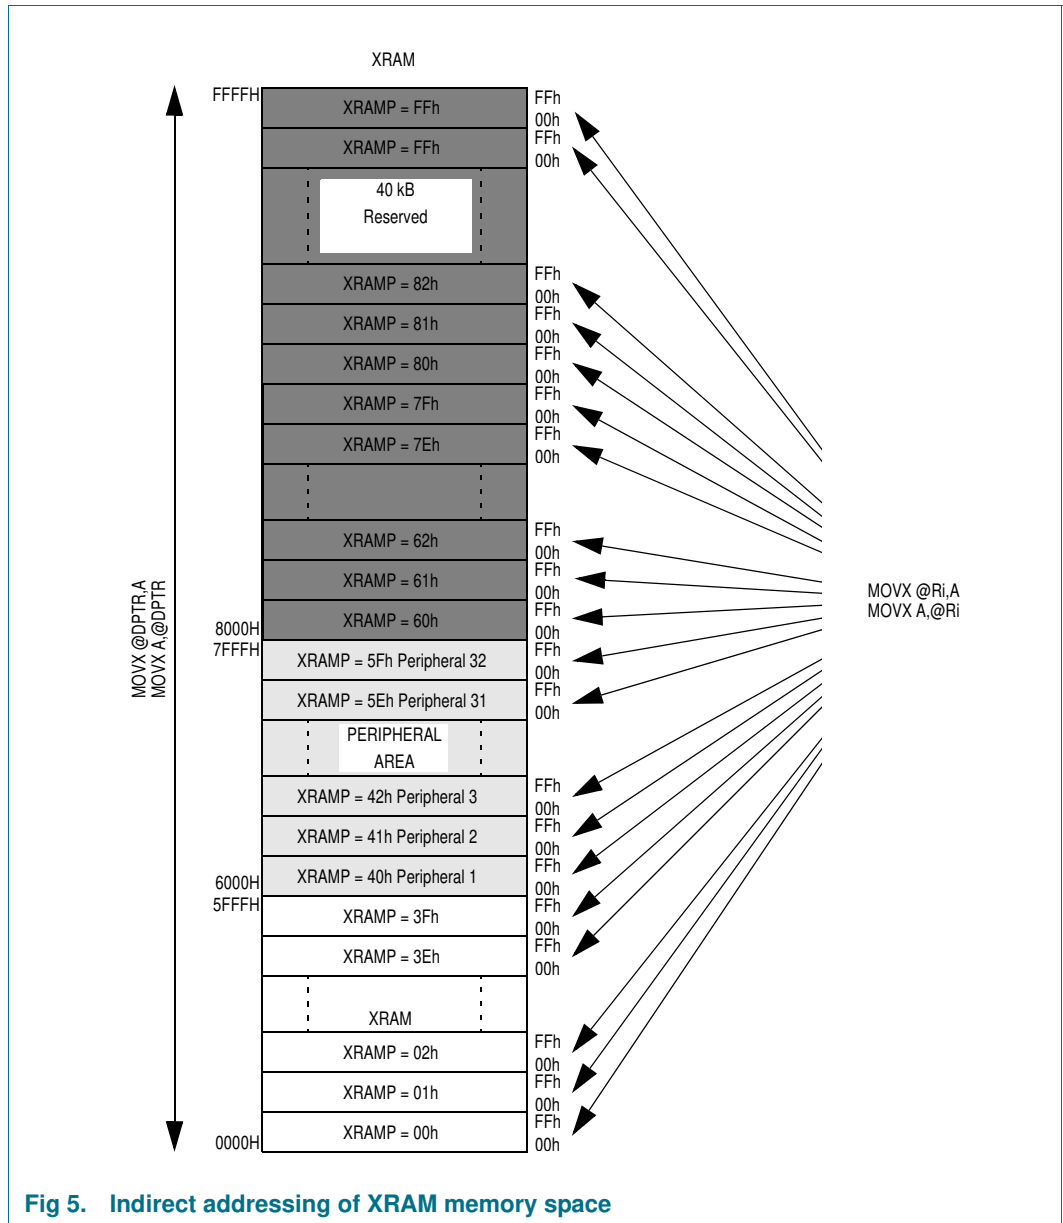 XRAM
FFFFH
XRAMP = FFh
FFh
00h
XRAMP = FFh
FFh
00h
40 kB
Reserved
XRAMP = 82h
FFh
00h
XRAMP = 81h
FFh
00h
XRAMP = 80h
FFh
00h
XRAMP = 7Fh
FFh
00h
XRAMP = 7Eh
FFh
00h
XRAMP = 62h
FFh
00h
XRAMP = 61h
FFh
00h
XRAMP = 60h
FFh
00h
8000H
7FFFH
XRAMP = 5Fh Peripheral 32
FFh
00h
XRAMP = 5Eh Peripheral 31
FFh
00h
PERIPHERAL
AREA
XRAMP = 42h Peripheral 3
FFh
00h
XRAMP = 41h Peripheral 2
FFh
00h
XRAMP = 40h Peripheral 1
FFh
00h
6000H
5FFFH
XRAMP = 3Fh
FFh
00h
XRAMP = 3Eh
FFh
00h
XRAM
XRAMP = 02h
FFh
00h
XRAMP = 01h
FFh
00h
XRAMP = 00h
FFh
00h
0000H
MOVX @DPTR,A
MOVX A,@DPTR
MOVX @Ri,A
MOVX A,@Ri
Fig 5. Indirect addressing of XRAM memory space